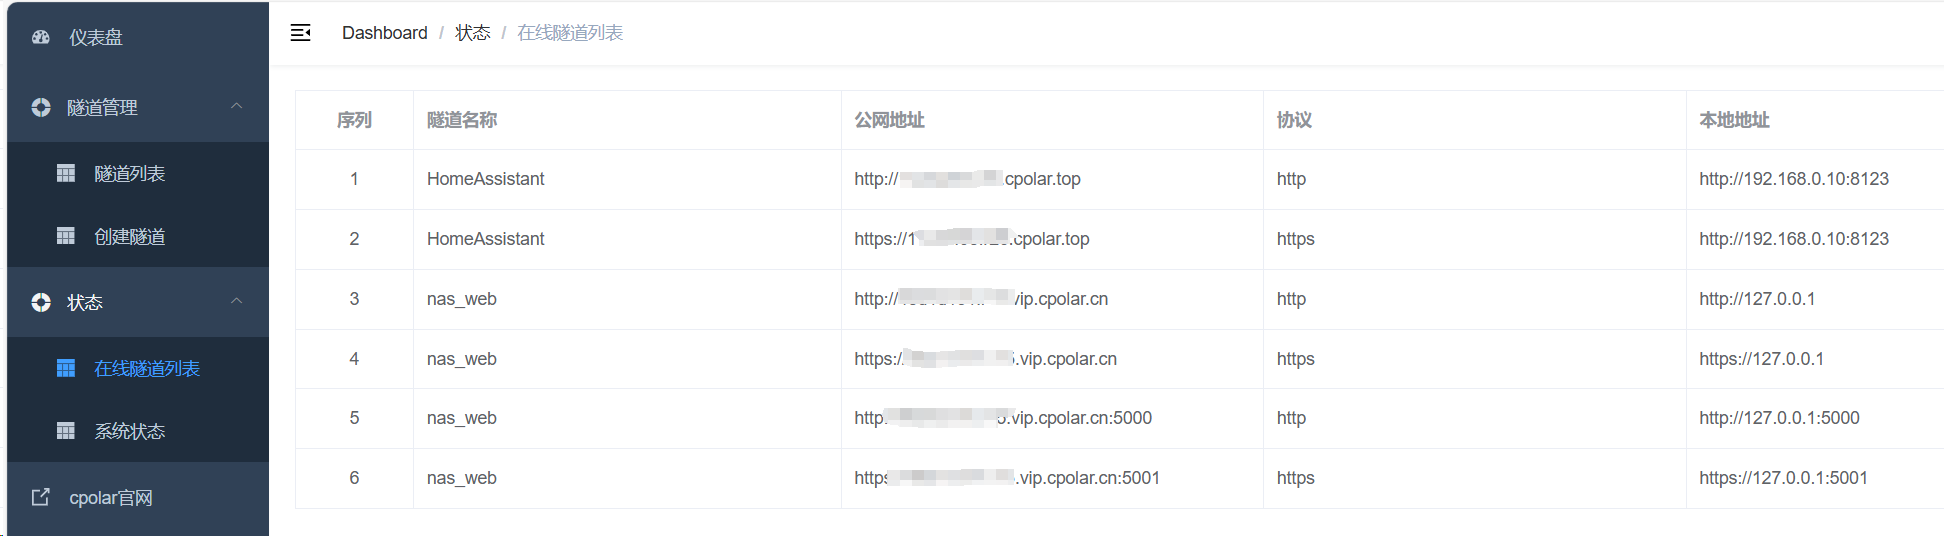 仪表盘
隧道管理
隧道列表
创建隧道
状态
在线隧道列表
系统状态
cpolar官网
Dashboard / 状态 / 在线隧道列表
序列 隧道名称 公网地址 协议 本地地址
1 HomeAssistant http:// .cpolar.top http http://192.168.0.10:8123
2 HomeAssistant https://1 .cpolar.top https http://192.168.0.10:8123
3 nas_web http:// vip.cpolar.cn http http://127.0.0.1
4 nas_web https:/ .vip.cpolar.cn https https://127.0.0.1
5 nas_web http: .vip.cpolar.cn:5000 http http://127.0.0.1:5000
6 nas_web https .vip.cpolar.cn:5001 https https://127.0.0.1:5001